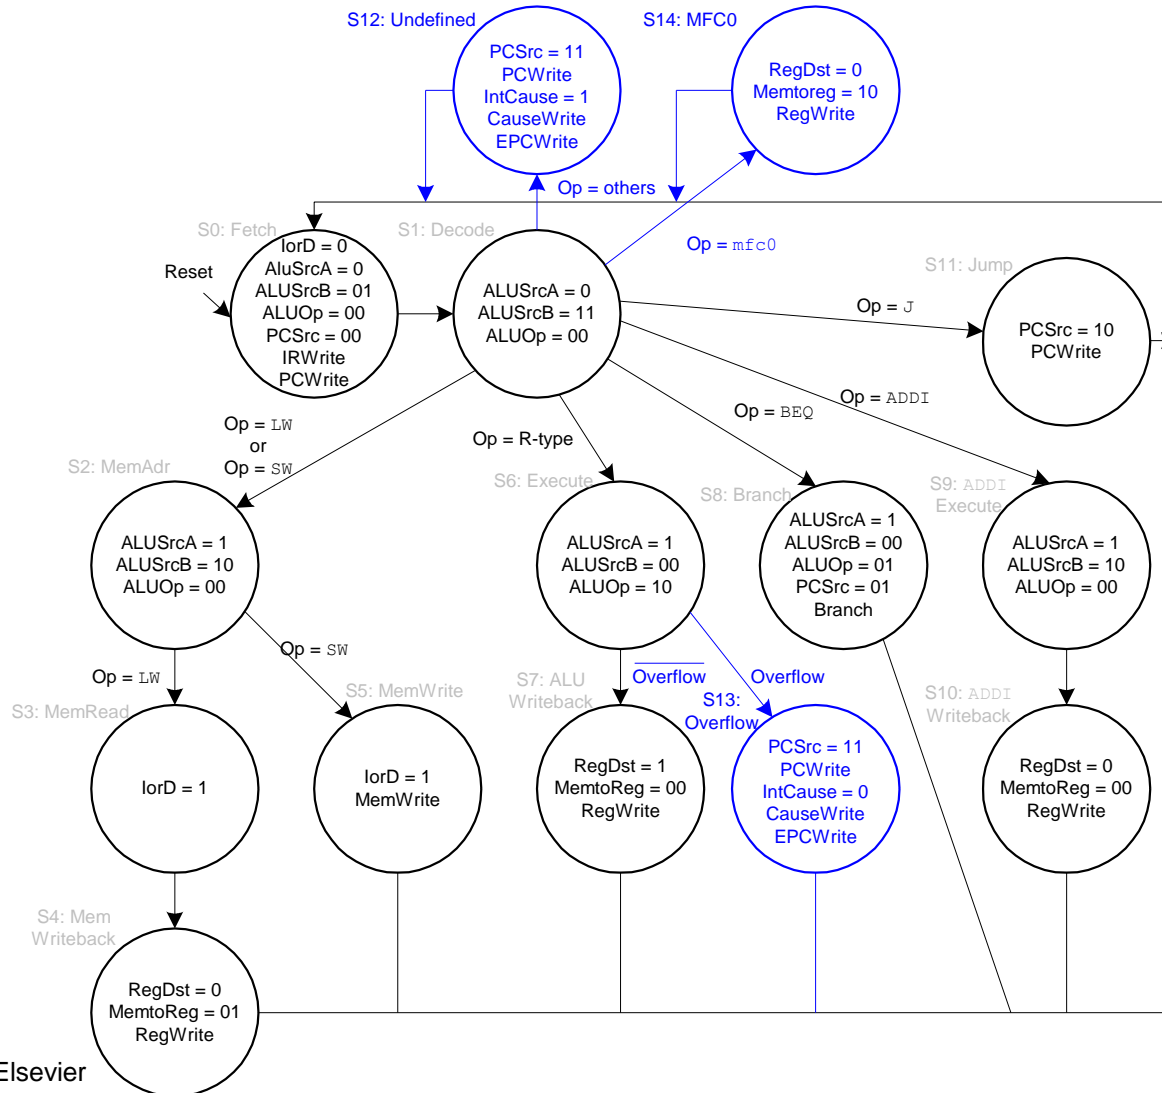 S12: Undefined
PCSrc = 11
PCWrite
IntCause = 1
CauseWrite
EPCWrite
S14: MFC0
RegDst = 0
Memtoreg = 10
RegWrite
Op = others
Op = mfc0
S0: Fetch
IorD = 0
AluSrcA = 0
ALUSrcB = 01
ALUOp = 00
PCSrc = 00
IRWrite
PCWrite
Reset
S1: Decode
ALUSrcA = 0
ALUSrcB = 11
ALUOp = 00
S11: Jump
Op = J
PCSrc = 10
PCWrite
Op = LW
or
Op = SW
Op = R-type
Op = BEQ
Op = ADDI
S2: MemAdr
ALUSrcA = 1
ALUSrcB = 10
ALUOp = 00
S6: Execute
ALUSrcA = 1
ALUSrcB = 00
ALUOp = 10
S8: Branch
ALUSrcA = 1
ALUSrcB = 00
ALUOp = 01
PCSrc = 01
Branch
S9: ADDI
Execute
ALUSrcA = 1
ALUSrcB = 10
ALUOp = 00
Op = LW
Op = SW
Overflow
Overflow
S3: MemRead
IorD = 1
S5: MemWrite
IorD = 1
MemWrite
S7: ALU
Writeback
RegDst = 1
MemtoReg = 00
RegWrite
S13:
Overflow
PCSrc = 11
PCWrite
IntCause = 0
CauseWrite
EPCWrite
S10: ADDI
Writeback
RegDst = 0
MemtoReg = 00
RegWrite
S4: Mem
Writeback
RegDst = 0
MemtoReg = 01
RegWrite
Elsevier